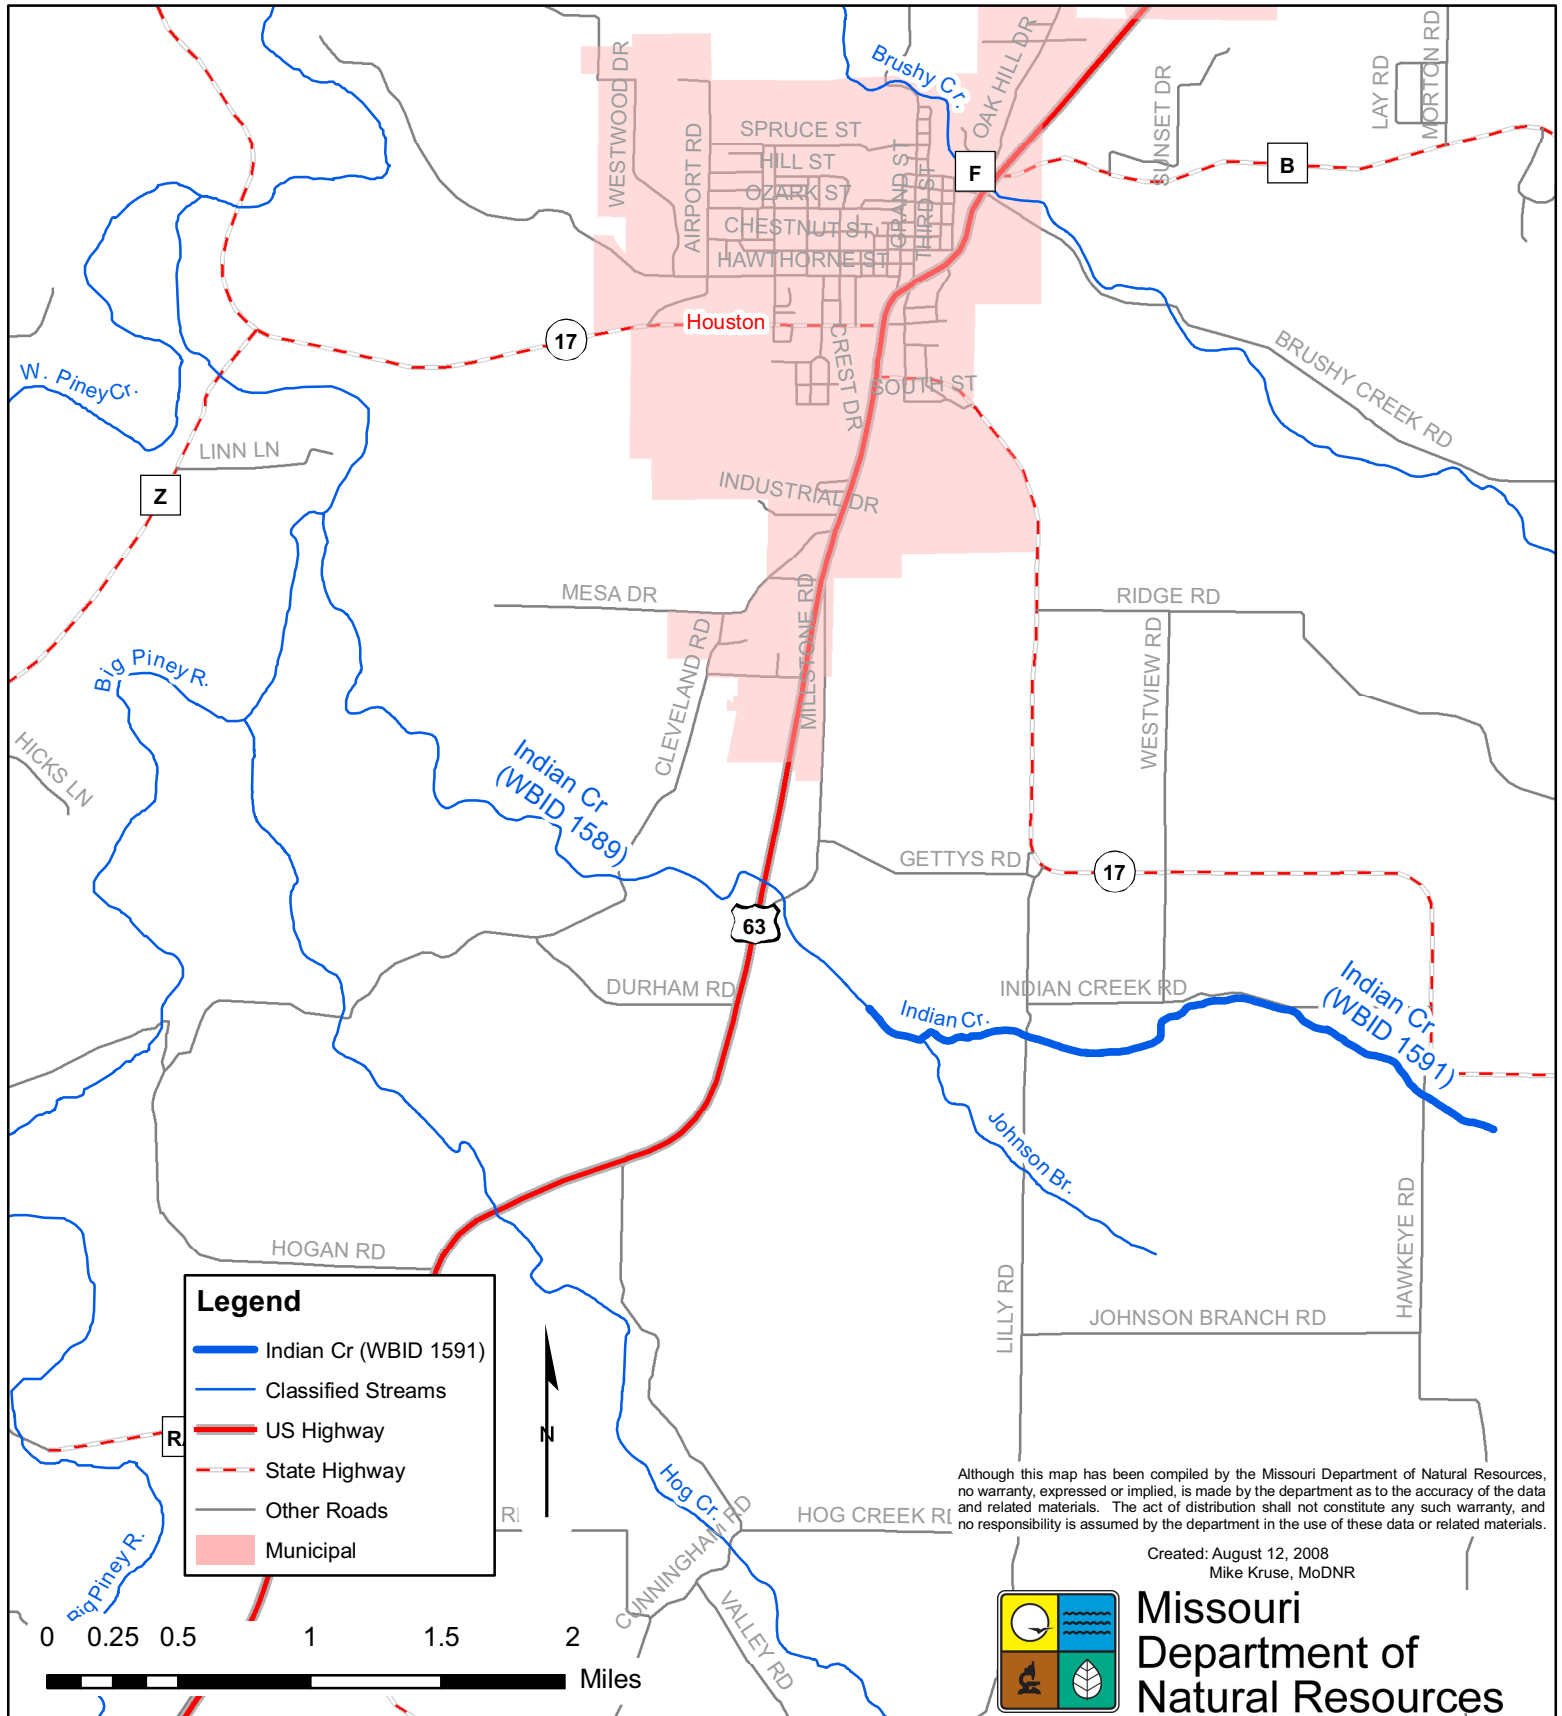 Brushy Cr.
OAK HILL DR
WESTWOOD DR
SPRUCE ST
AIRPORT RD
HILL ST
OZARK ST
CHESTNUT ST
HAWTHORNE ST
GRAND ST
THIRD ST
F
B
SUNSET DR
LAY RD
MORTON RD
17
Houston
CREST DR
SOUTH ST
BRUSHY CREEK RD
W. Piney Cr.
LINN LN
Z
INDUSTRIAL DR
MESA DR
RIDGE RD
CLEVELAND RD
MILLSTONE RD
WESTVIEW RD
Big Piney R.
HICKS LN
Indian Cr
(WBID 1589)
GETTYS RD
17
63
DURHAM RD
INDIAN CREEK RD
Indian Cr.
Indian Cr
(WBID 1591)
Johnson Br.
HOGAN RD
LILLY RD
HAWKEYE RD
JOHNSON BRANCH RD
Legend
Indian Cr (WBID 1591)
Classified Streams
US Highway
State Highway
Other Roads
Municipal
N
Hog Cr.
CUNNINGHAM RD
HOG CREEK RD
VALLEY RD
Big Piney R.
0 0.25 0.5 1 1.5 2
Miles
Although this map has been compiled by the Missouri Department of Natural Resources,
no warranty, expressed or implied, is made by the department as to the accuracy of the data
and related materials. The act of distribution shall not constitute any such warranty, and
no responsibility is assumed by the department in the use of these data or related materials.
Created: August 12, 2008
Mike Kruse, MoDNR
Missouri
Department of
Natural Resources